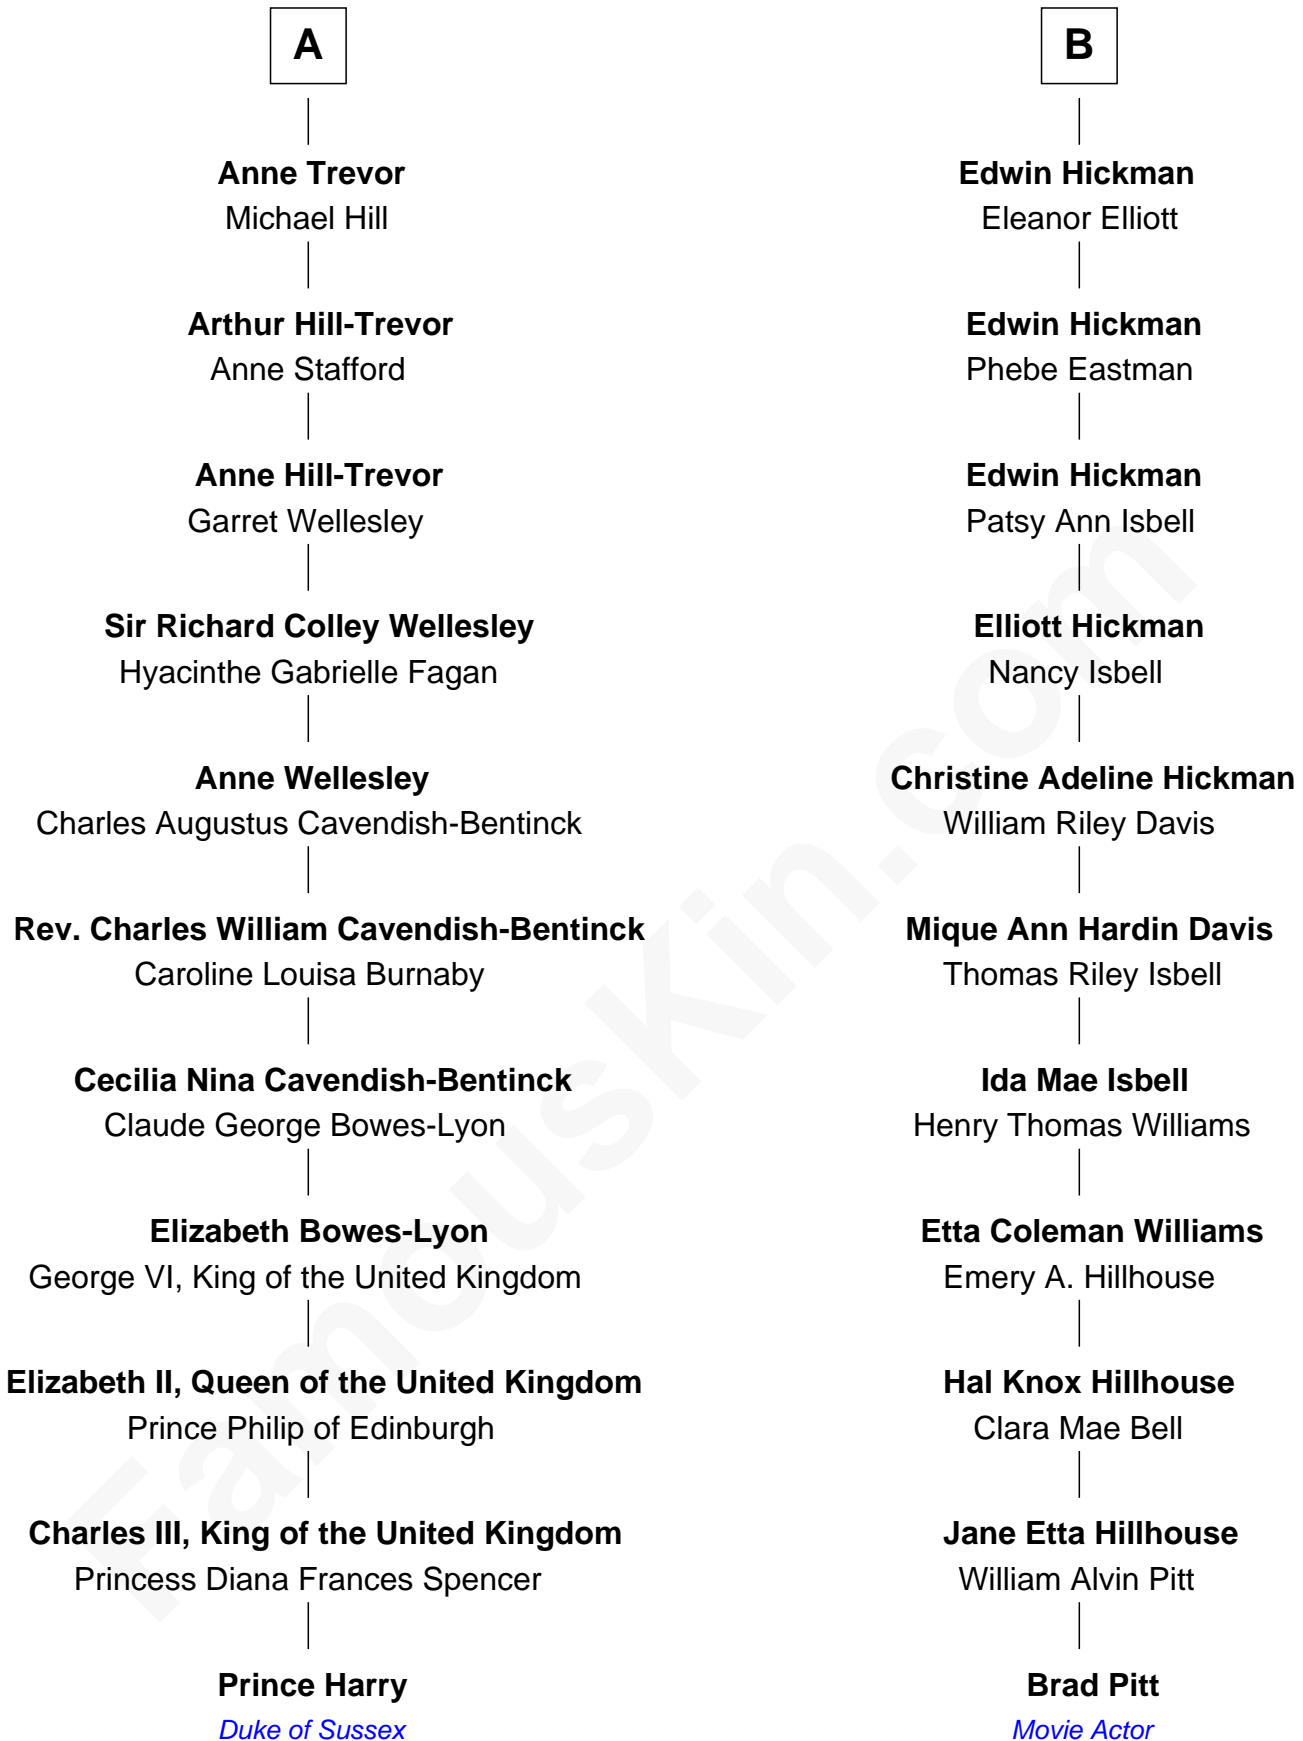 A
Anne Trevor
Michael Hill
Arthur Hill-Trevor
Anne Stafford
Anne Hill-Trevor
Garret Wellesley
Sir Richard Colley Wellesley
Hyacinthe Gabrielle Fagan
Anne Wellesley
Charles Augustus Cavendish-Bentinck
Rev. Charles William Cavendish-Bentinck
Caroline Louisa Burnaby
Cecilia Nina Cavendish-Bentinck
Claude George Bowes-Lyon
Elizabeth Bowes-Lyon
George VI, King of the United Kingdom
Elizabeth II, Queen of the United Kingdom
Prince Philip of Edinburgh
Charles III, King of the United Kingdom
Princess Diana Frances Spencer
Prince Harry
Duke of Sussex
B
Edwin Hickman
Eleanor Elliott
Edwin Hickman
Phebe Eastman
Edwin Hickman
Patsy Ann Isbell
Elliott Hickman
Nancy Isbell
Christine Adeline Hickman
William Riley Davis
Mique Ann Hardin Davis
Thomas Riley Isbell
Ida Mae Isbell
Henry Thomas Williams
Etta Coleman Williams
Emery A. Hillhouse
Hal Knox Hillhouse
Clara Mae Bell
Jane Etta Hillhouse
William Alvin Pitt
Brad Pitt
Movie Actor
FamousKin.com